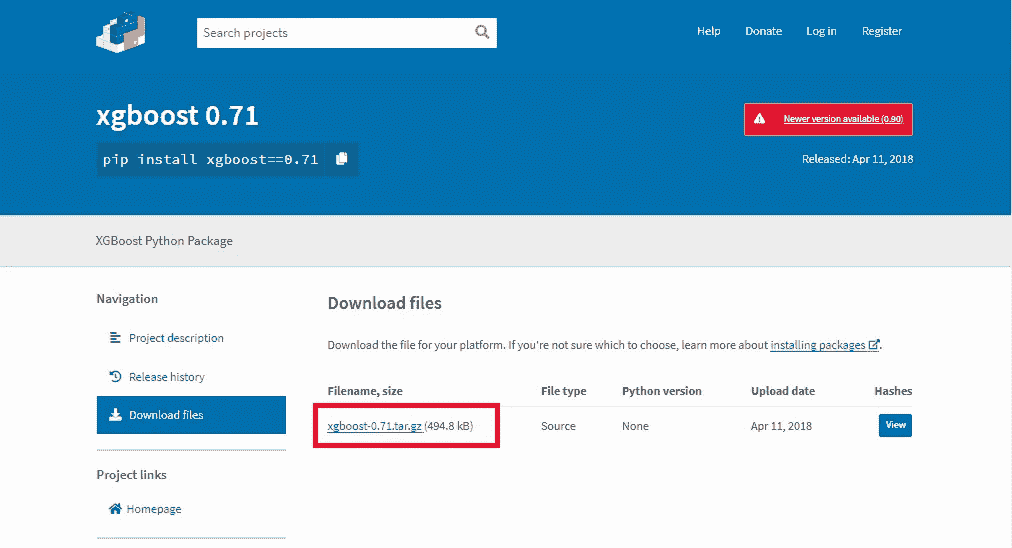 Search projects
Help
Donate
Log in
Register
xgboost 0.71
Newer version available (0.90)
pip install xgboost==0.71
Released: Apr 11, 2018
XGBoost Python Package
Navigation
Project description
Release history
Download files
Project links
Homepage
Download files
Download the file for your platform. If you're not sure which to choose, learn more about installing packages.
Filename, size File type Python version Upload date Hashes
xgboost-0.71.tar.gz (494.8 kB) Source None Apr 11, 2018 View